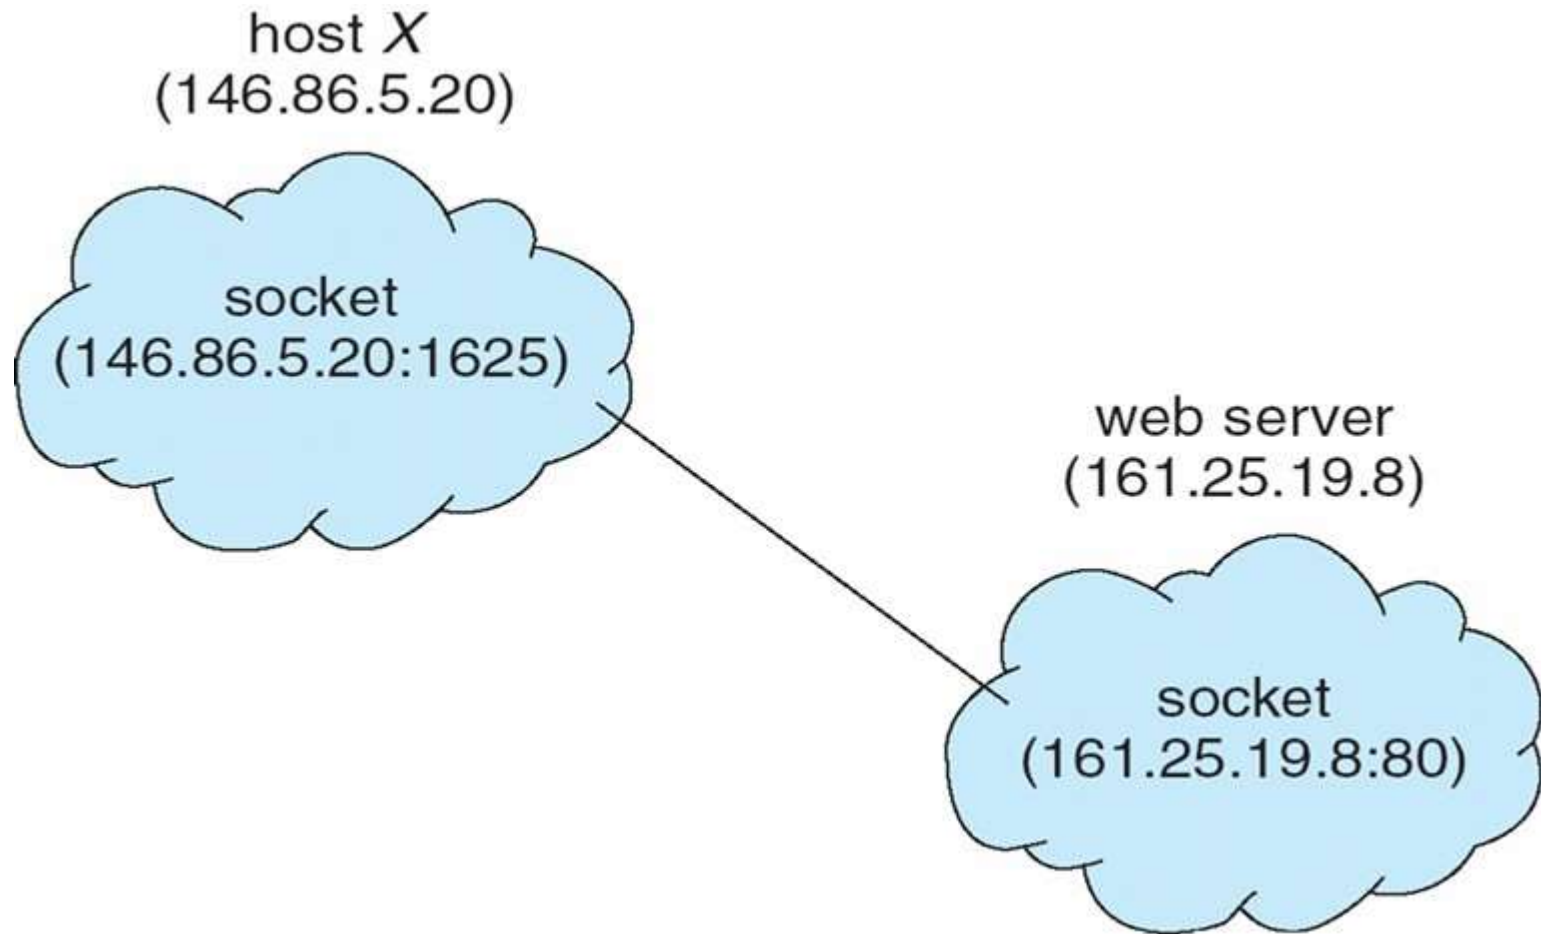 host X
(146.86.5.20)
socket
(146.86.5.20:1625)
web server
(161.25.19.8)
socket
(161.25.19.8:80)